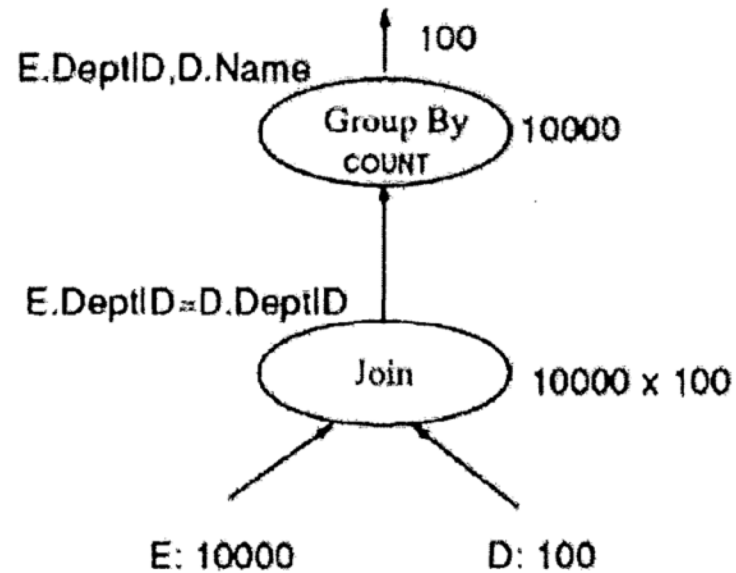 100
E.DeptID,D.Name
Group By
COUNT
10000
E.DeptID=D.DeptID
Join
10000 x 100
E: 10000
D: 100